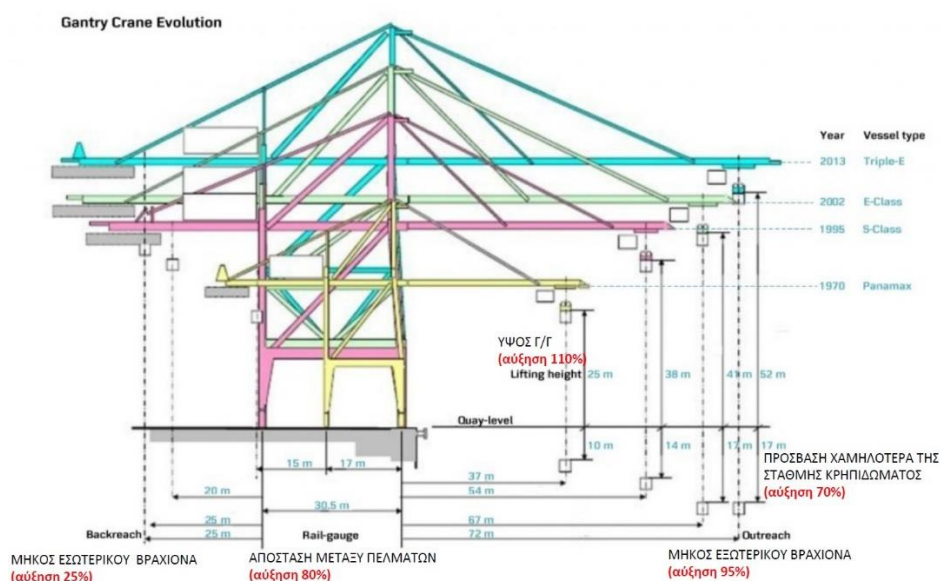 Gantry Crane Evolution
Year Vessel type
2013 Triple-E
2002 E-Class
1995 S-Class
1970 Panamax
ΥΨΟΣ Γ/Γ
(αύξηση 110%)
Lifting height
25 m 38 m 41 m 52 m
Quay-level
10 m 14 m 17 m 17 m
ΠΡΟΣΒΑΣΗ ΧΑΜΗΛΟΤΕΡΑ ΤΗΣ
ΣΤΑΘΜΗΣ ΚΡΗΠΙΔΩΜΑΤΟΣ
(αύξηση 70%)
15 m 17 m
37 m
20 m 54 m
30,5 m
25 m 67 m
Backreach 25 m Rail-gauge 72 m Outreach
ΜΗΚΟΣ ΕΣΩΤΕΡΙΚΟΥ ΒΡΑΧΙΟΝΑ
(αύξηση 25%)
ΑΠΟΣΤΑΣΗ ΜΕΤΑΞΥ ΠΕΛΜΑΤΩΝ
(αύξηση 80%)
ΜΗΚΟΣ ΕΞΩΤΕΡΙΚΟΥ ΒΡΑΧΙΟΝΑ
(αύξηση 95%)